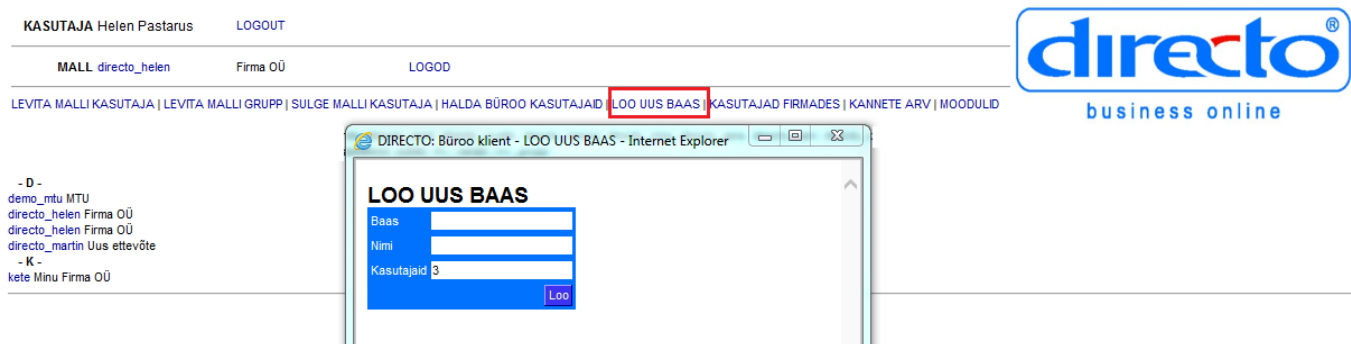 KASUTAJA Helen Pastarus LOGOUT
MALL directo_helen Firma OÜ LOGOD
directo®
business online
LEVITA MALLI KASUTAJA | LEVITA MALLI GRUPP | SULGE MALLI KASUTAJA | HALDA BÜROO KASUTAJAID | LOO UUS BAAS | KASUTAJAD FIRMADES | KANNETE ARV | MOODULID
DIRECTO: Büroo klient - LOO UUS BAAS - Internet Explorer
- D -
demo_mtu MTU
directo_helen Firma OÜ
directo_helen Firma OÜ
directo_martin Uus ettevõte
- K -
kete Minu Firma OÜ
LOO UUS BAAS
Baas
Nimi
Kasutajaid 3
Loo